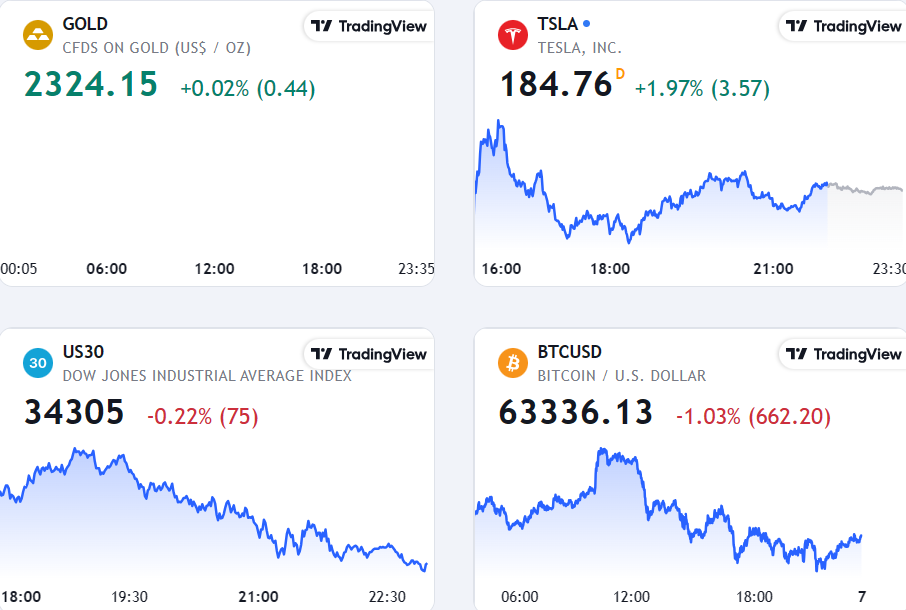 GOLD
TradingView
CFDS ON GOLD (US$ / OZ)
2324.15 +0.02% (0.44)
00:05 06:00 12:00 18:00 23:35
TSLA
TradingView
TESLA, INC.
184.76 D +1.97% (3.57)
16:00 18:00 21:00 23:30
30
US30
TradingView
DOW JONES INDUSTRIAL AVERAGE INDEX
34305 -0.22% (75)
18:00 19:30 21:00 22:30
BTCUSD
TradingView
BITCOIN / U.S. DOLLAR
63336.13 -1.03% (662.20)
06:00 12:00 18:00 7